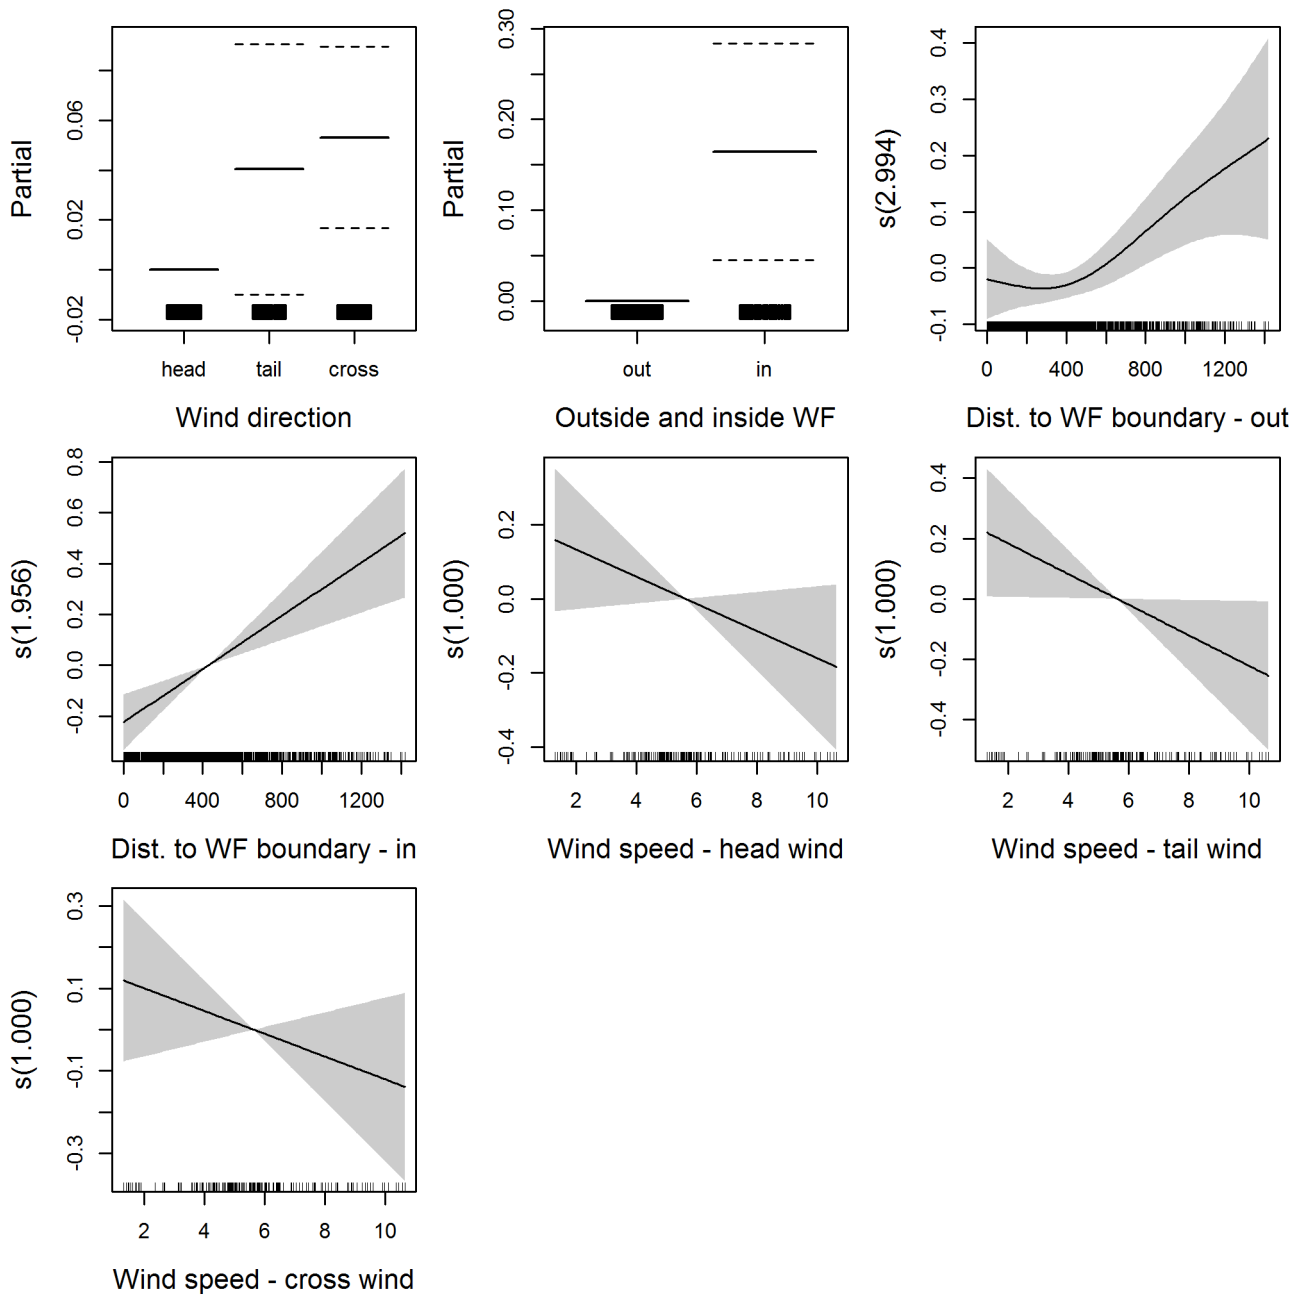 Partial
0.06
0.02
-0.02
head tail cross
Wind direction
Partial
0.30
0.20
0.10
0.00
out in
Outside and inside WF
s(2.994)
0.4
0.3
0.2
0.1
0.0
-0.1
0 400 800 1200
Dist. to WF boundary - out
s(1.956)
0.8
0.6
0.4
0.2
0.0
-0.2
0 400 800 1200
Dist. to WF boundary - in
s(1.000)
0.2
0.0
-0.2
-0.4
2 4 6 8 10
Wind speed - head wind
s(1.000)
0.4
0.2
0.0
-0.2
-0.4
2 4 6 8 10
Wind speed - tail wind
s(1.000)
0.3
0.1
-0.1
-0.3
2 4 6 8 10
Wind speed - cross wind